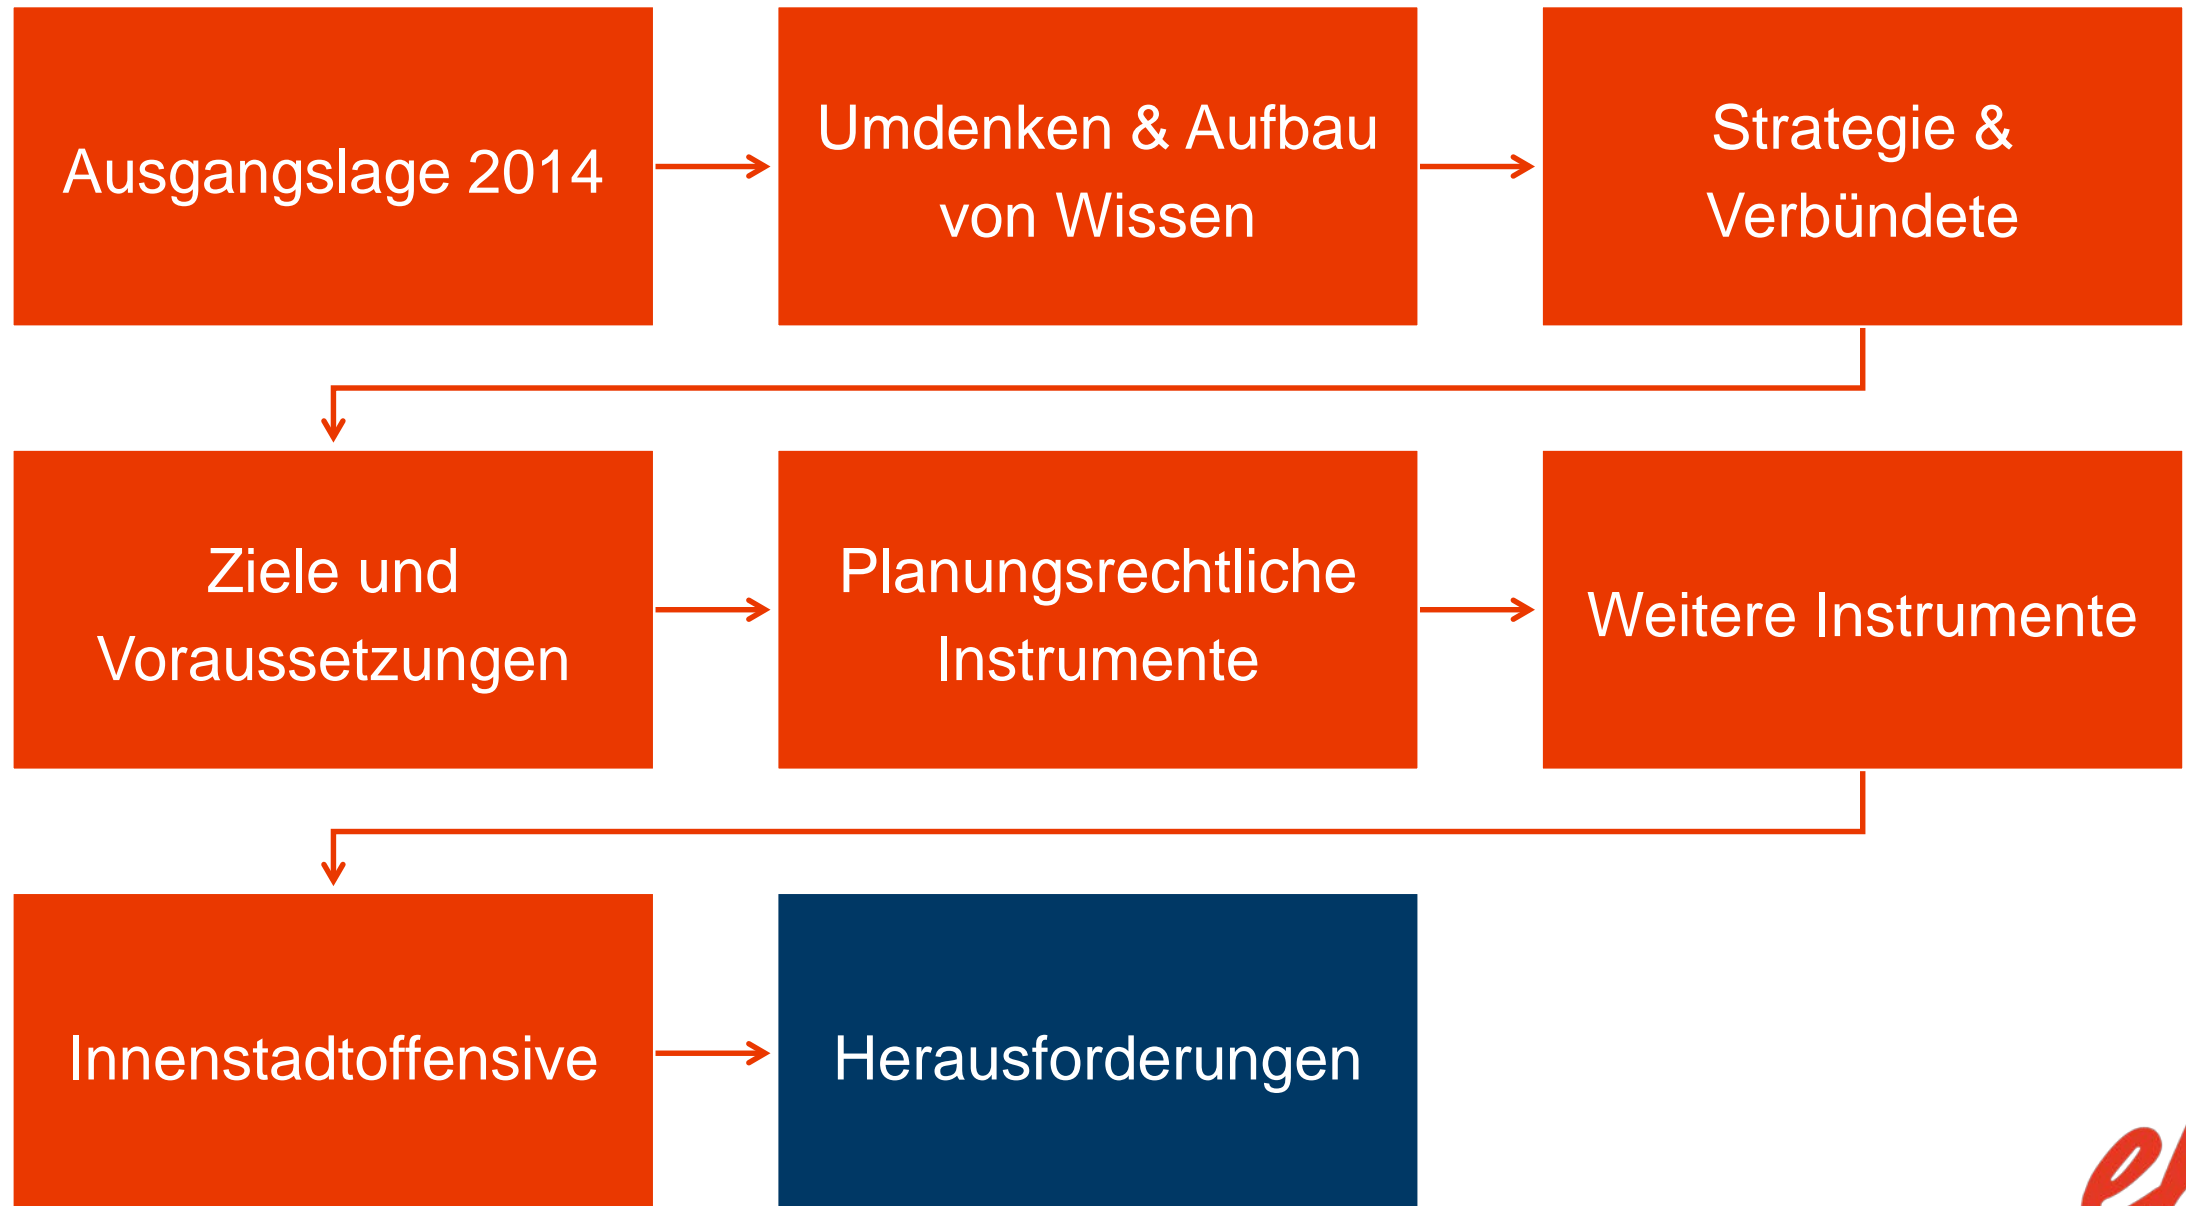 Ausgangslage 2014
Umdenken & Aufbau
von Wissen
Strategie &
Verbündete
Ziele und
Voraussetzungen
Planungsrechtliche
Instrumente
Weitere Instrumente
Innenstadtoffensive
Herausforderungen